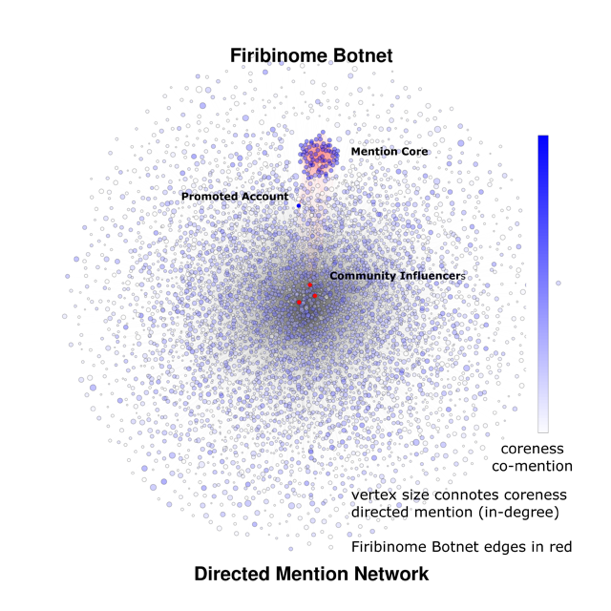 Firibinome Botnet
Mention Core
Promoted Account
Community Influencers
coreness
co-mention
vertex size connotes coreness
directed mention (in-degree)
Firibinome Botnet edges in red
Directed Mention Network